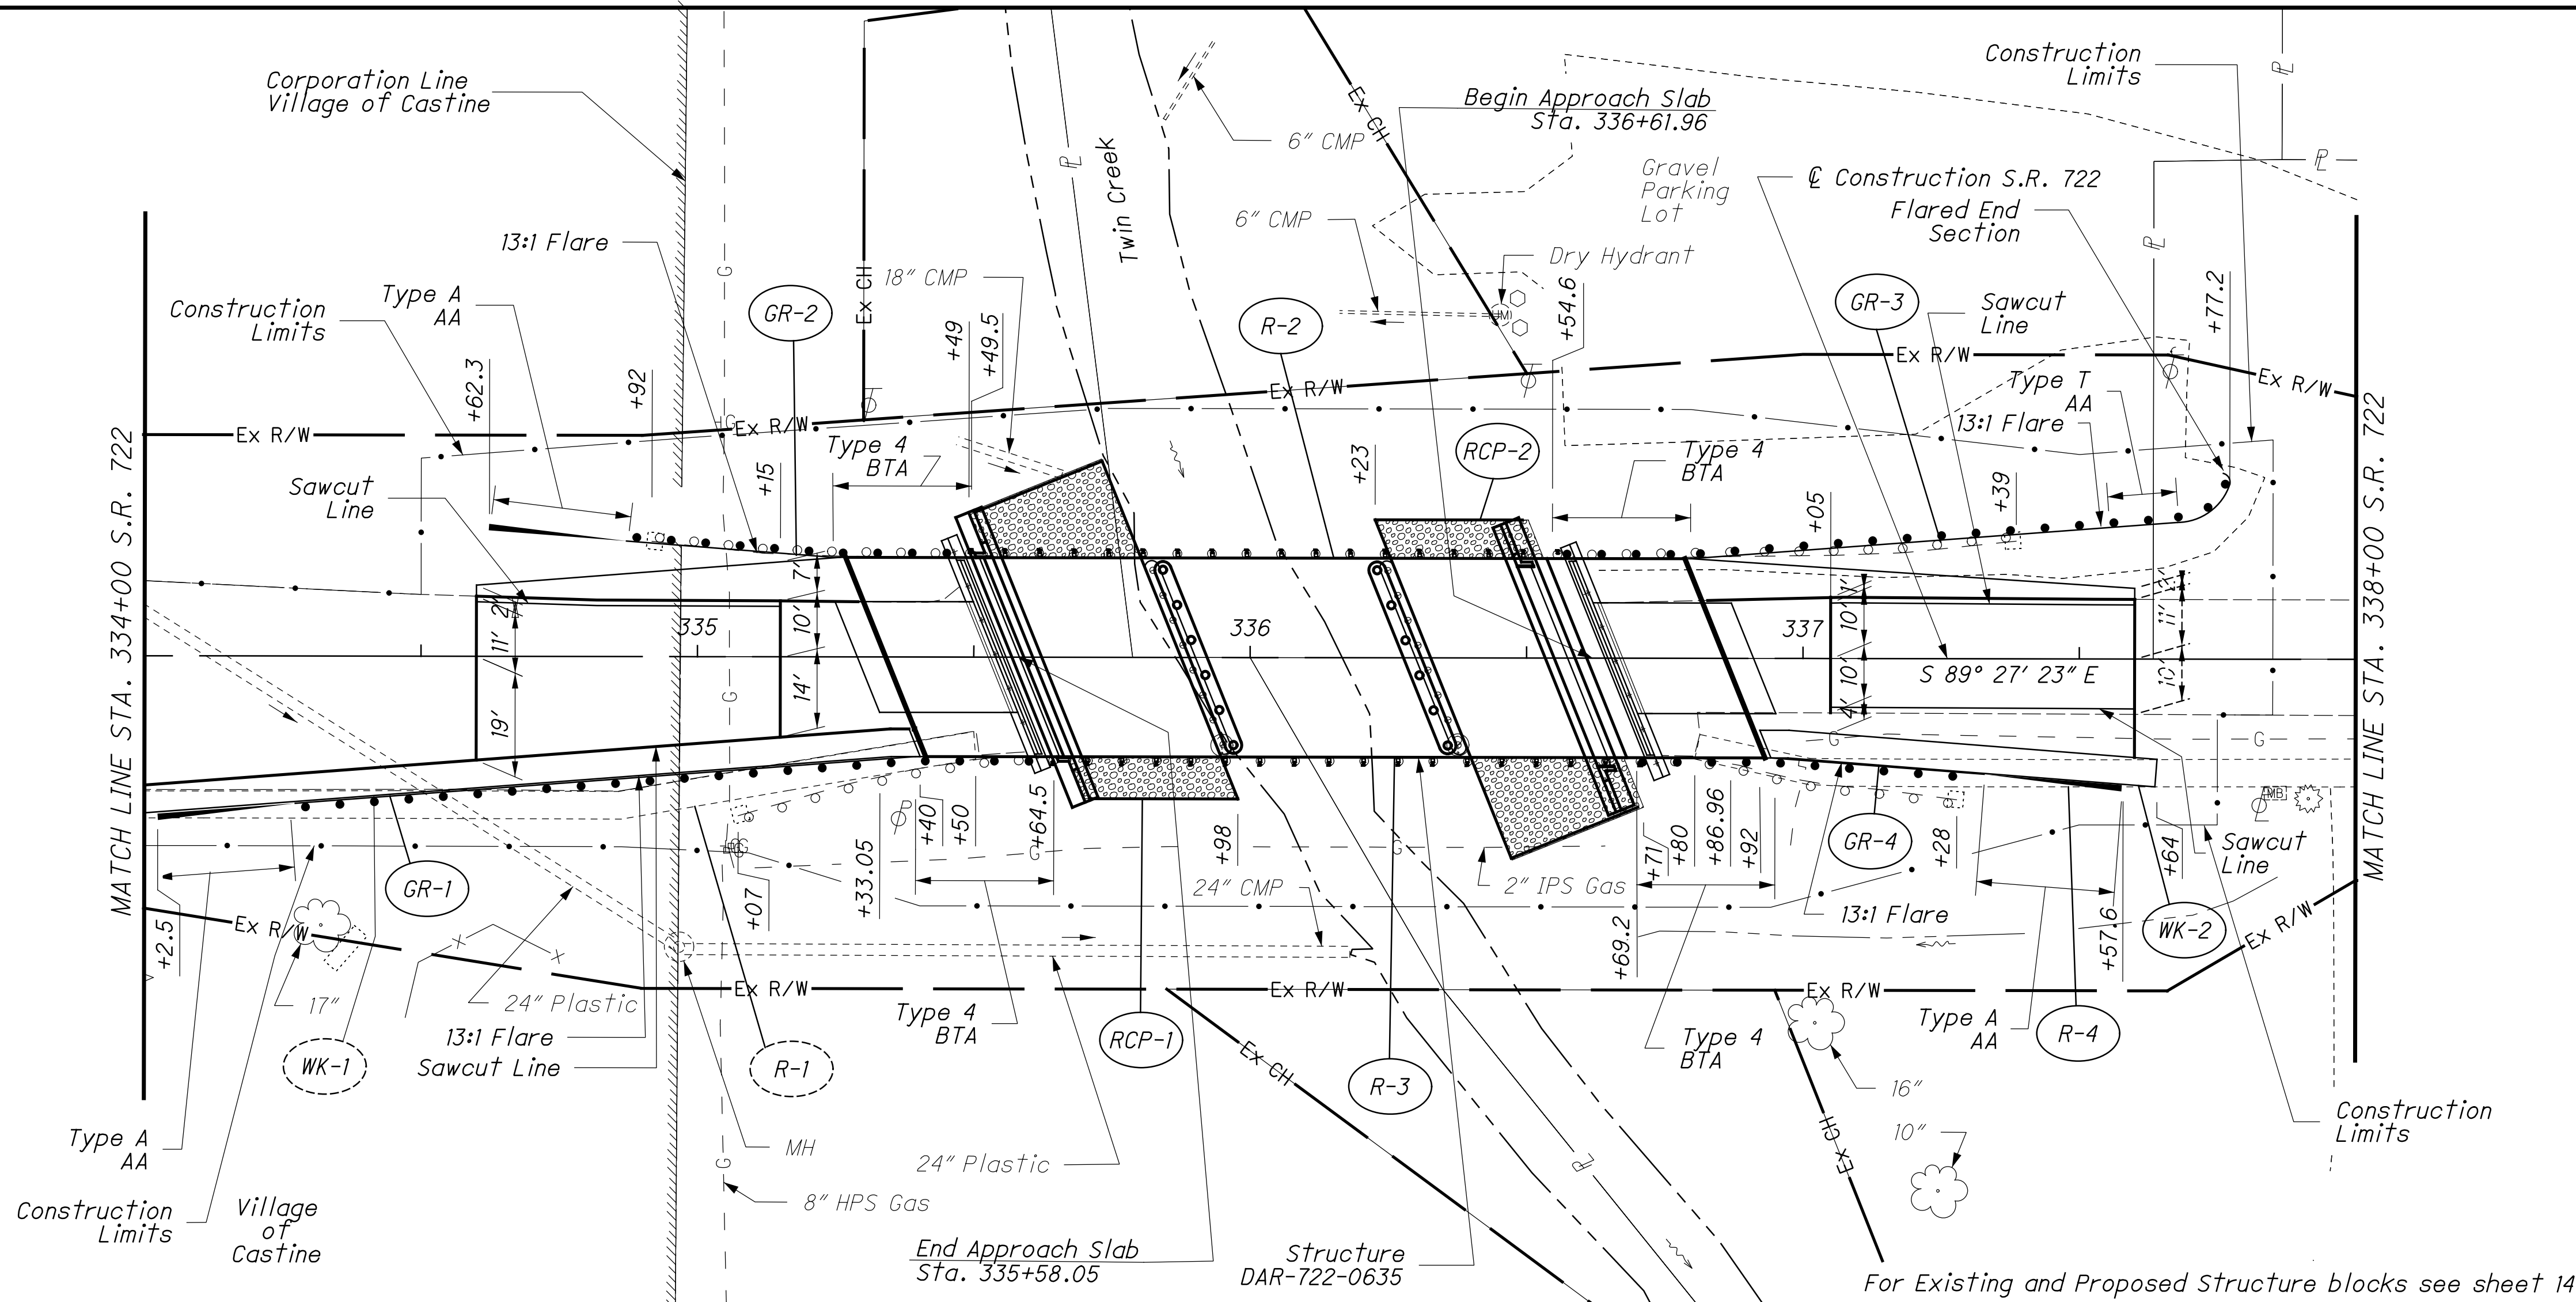 Corporation Line
Village of Castine
Construction
Limits
℄ Construction S.R. 722
Begin Approach Slab
Sta. 336+61.96
6" CMP
6" CMP
Gravel
Parking
Lot
Dry Hydrant
Flared End
Section
Twin Creek
Ex CH
Ex CH
℄
13:1 Flare
18" CMP
Type A
AA
Construction
Limits
GR-2
R-2
GR-3
Sawcut
Line
+62.3
+92
+15
+49
+49.5
+54.6
+77.2
Ex R/W
Ex R/W
Ex R/W
Ex R/W
Ex R/W
Type 4
BTA
RCP-2
+23
Type 4
BTA
Type T
AA
13:1 Flare
Sawcut
Line
+05
+39
MATCH LINE STA. 334+00 S.R. 722
MATCH LINE STA. 338+00 S.R. 722
335
336
337
2'
11'
19'
7'
10'
14'
1'
10'
10'
4'
11'
10'
S 89° 27' 23" E
G
G
G
G
G
G
G
+2.5
+07
+33.05
+40
+50
+64.5
+98
+71
+80
+86.96
+92
+28
+64
+69.2
+57.6
MB
GR-1
GR-4
WK-2
Sawcut
Line
24" CMP
2" IPS Gas
13:1 Flare
Ex R/W
Ex R/W
Ex R/W
Ex R/W
Ex R/W
17"
24" Plastic
13:1 Flare
Sawcut Line
WK-1
R-1
Type 4
BTA
RCP-1
R-3
Type 4
BTA
Type A
AA
R-4
Ex CH
Ex CH
16"
10"
Type A
AA
MH
24" Plastic
8" HPS Gas
Construction
Limits
Village
of
Castine
Construction
Limits
End Approach Slab
Sta. 335+58.05
Structure
DAR-722-0635
For Existing and Proposed Structure blocks see sheet 14